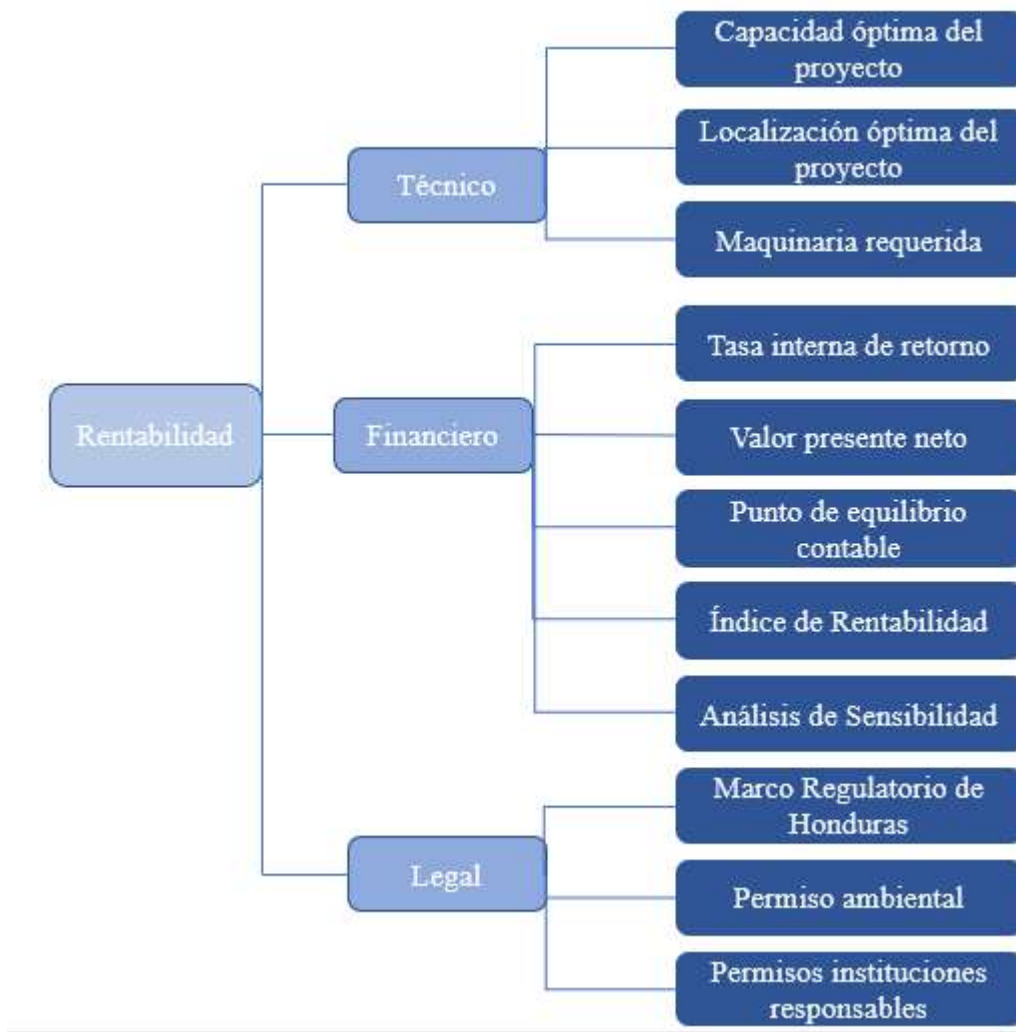 Rentabilidad
Técnico
Capacidad óptima del
proyecto
Localización óptima del
proyecto
Maquinaria requerida
Financiero
Tasa interna de retorno
Valor presente neto
Punto de equilibrio
contable
Índice de Rentabilidad
Análisis de Sensibilidad
Legal
Marco Regulatorio de
Honduras
Permiso ambiental
Permisos instituciones
responsables